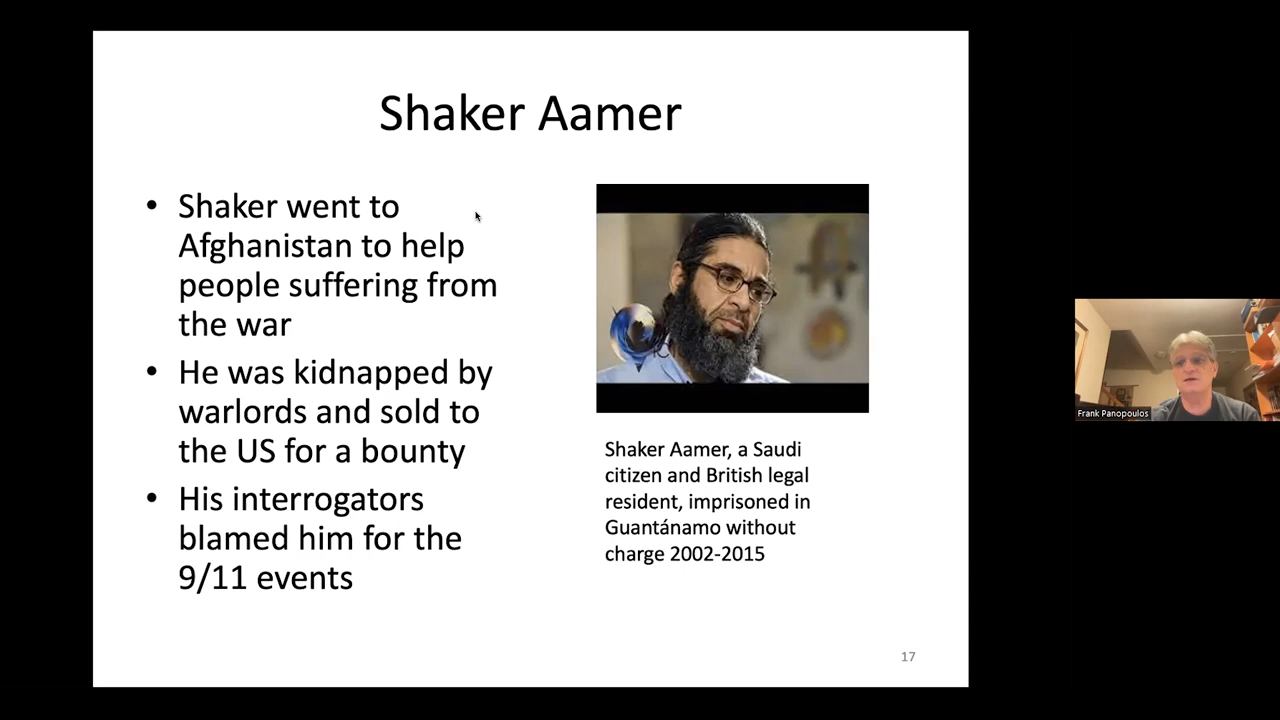 Shaker Aamer
• Shaker went to
Afghanistan to help
people suffering from
the war
• He was kidnapped by
warlords and sold to
the US for a bounty
• His interrogators
blamed him for the
9/11 events
Shaker Aamer, a Saudi
citizen and British legal
resident, imprisoned in
Guantánamo without
charge 2002-2015
17
Frank Panopoulos